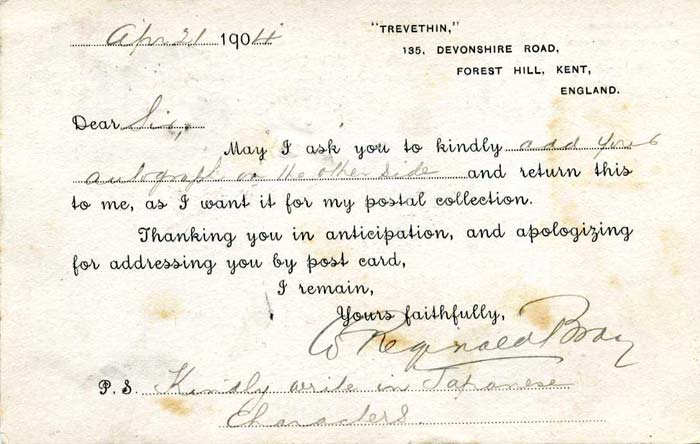 Apr 21 1904
"TREVETHIN,"
135, DEVONSHIRE ROAD,
FOREST HILL, KENT,
ENGLAND.
Dear Sir,
May I ask you to kindly add your
autograph on the other side and return this
to me, as I want it for my postal collection.
Thanking you in anticipation, and apologizing
for addressing you by post card,
I remain,
Yours faithfully,
W Reginald Bray
P.S. Kindly write in Japanese
Characters.